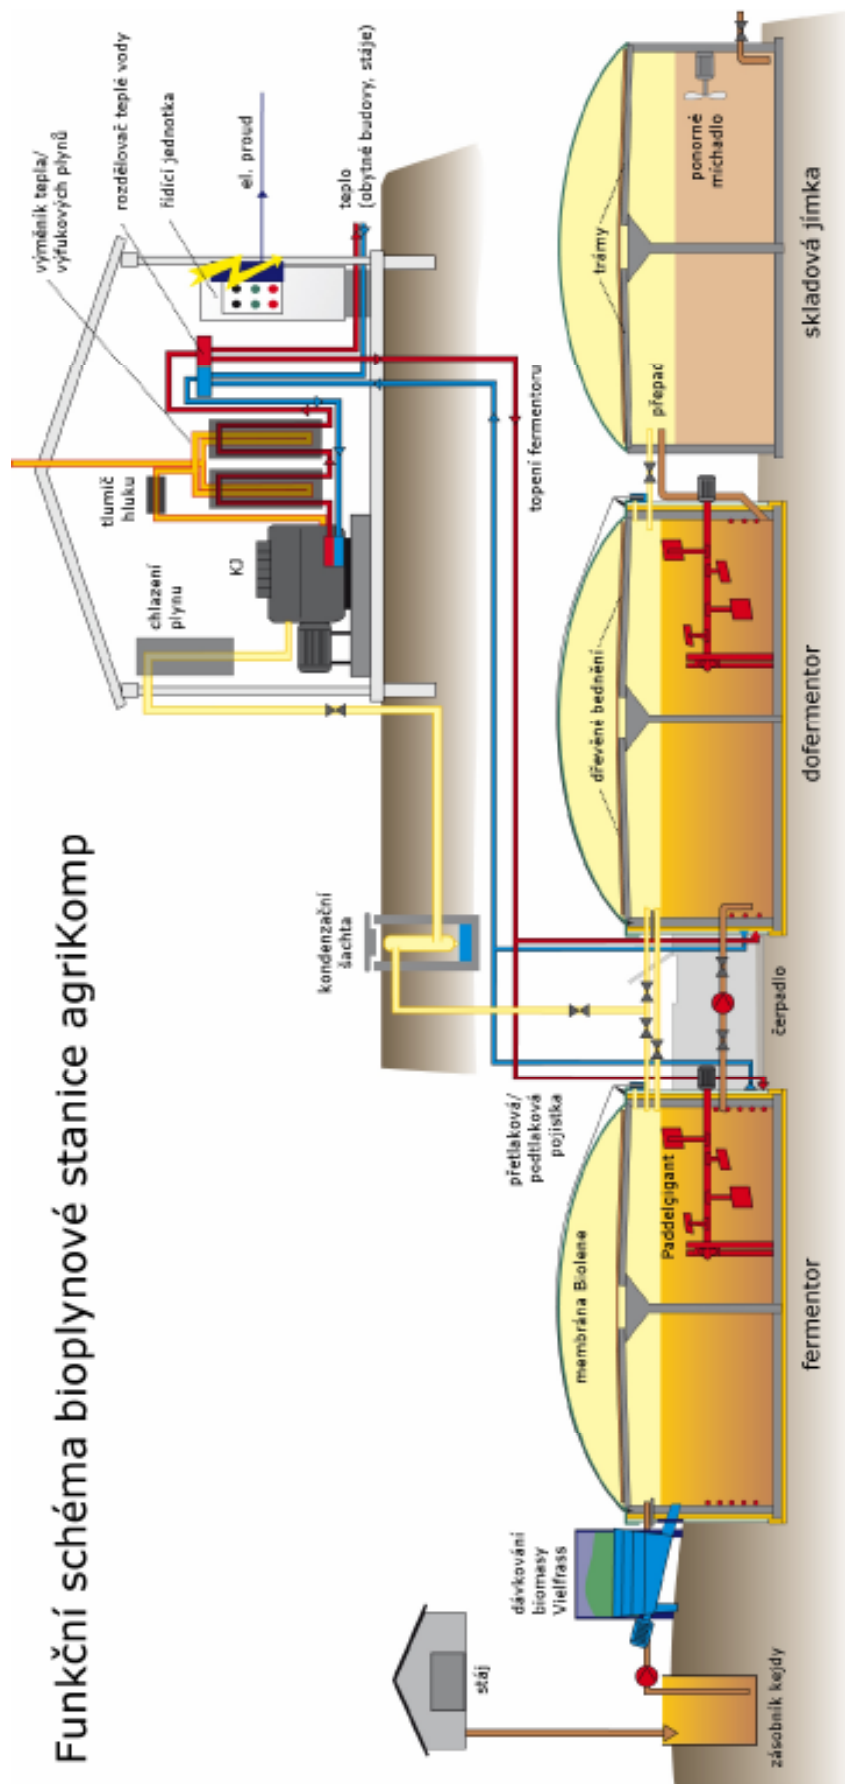 Funkční schéma bioplynové stanice agriKomp
výměník tepla/
výfukových plynů
rozdělovač teplé vody
řídící jednotka
el. proud
teplo
(obytné budovy, stáje)
tlumič
hluku
chlazení
plynu
KJ
kondenzační
šachta
topení fermentoru
stáj
dávkování
biomasy
Vielfrass
zásobník kejdy
membrána Biolene
přetlaková/
podtlaková
pojistka
Paddelgigant
fermentor
čerpadlo
dřevěné bednění
dofermentor
přepad
trámy
ponorné
míchadlo
skladová jímka